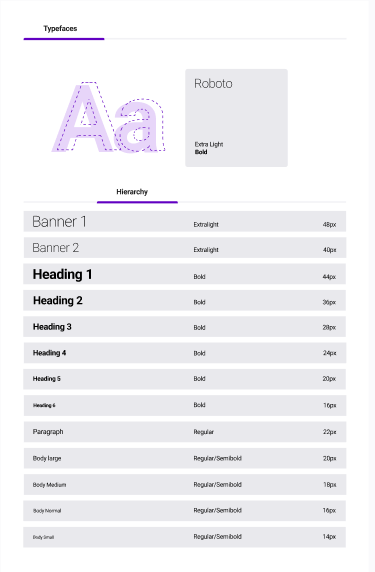 Typefaces
Aa
Roboto
Extra Light
Bold
Hierarchy
Banner 1 Extralight 48px
Banner 2 Extralight 40px
Heading 1 Bold 44px
Heading 2 Bold 36px
Heading 3 Bold 28px
Heading 4 Bold 24px
Heading 5 Bold 20px
Heading 6 Bold 16px
Paragraph Regular 22px
Body large Regular/Semibold 20px
Body Medium Regular/Semibold 18px
Body Normal Regular/Semibold 16px
Body Small Regular/Semibold 14px